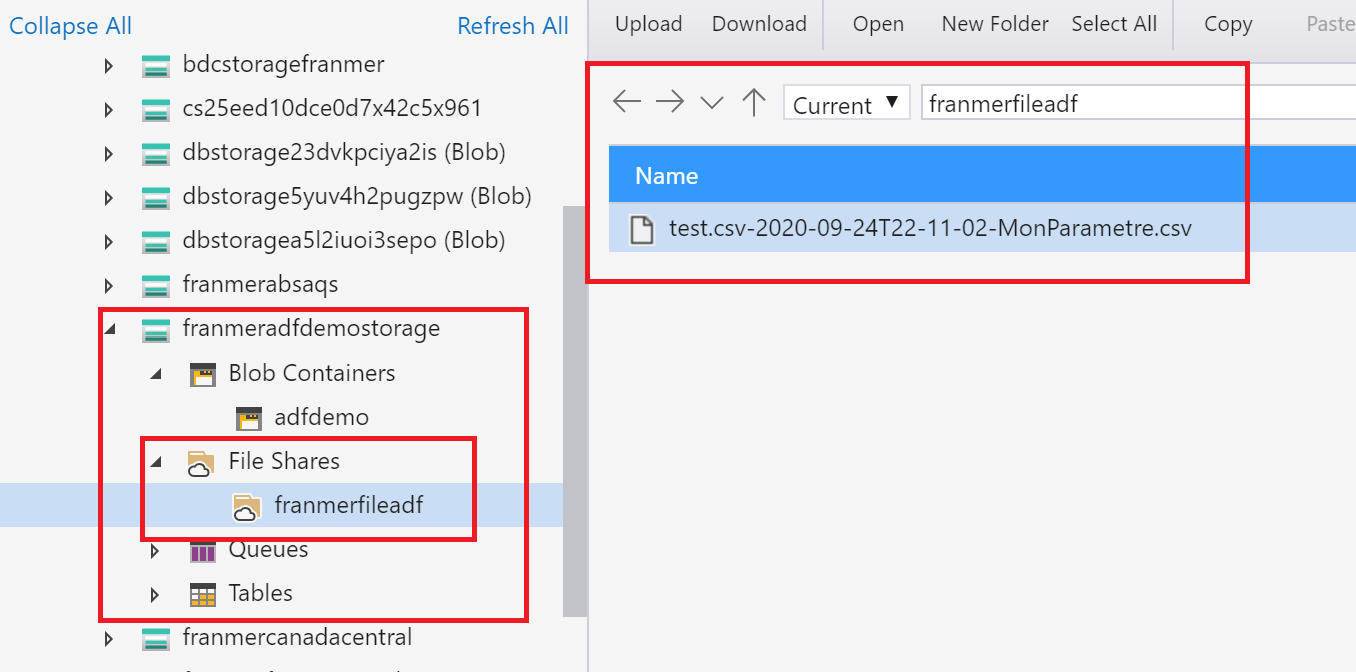 Collapse All
Refresh All
bdcstoragefranmer
cs25eed10dce0d7x42c5x961
dbstorage23dvkpciya2is (Blob)
dbstorage5yuv4h2pugzpw (Blob)
dbstoragea5l2iuoi3sepo (Blob)
franmerabsaqs
franmeradfdemostorage
Blob Containers
adfdemo
File Shares
franmerfileadf
Queues
Tables
franmercanadacentral
Upload Download Open New Folder Select All Copy Paste
Current franmerfileadf
Name
test.csv-2020-09-24T22-11-02-MonParametre.csv